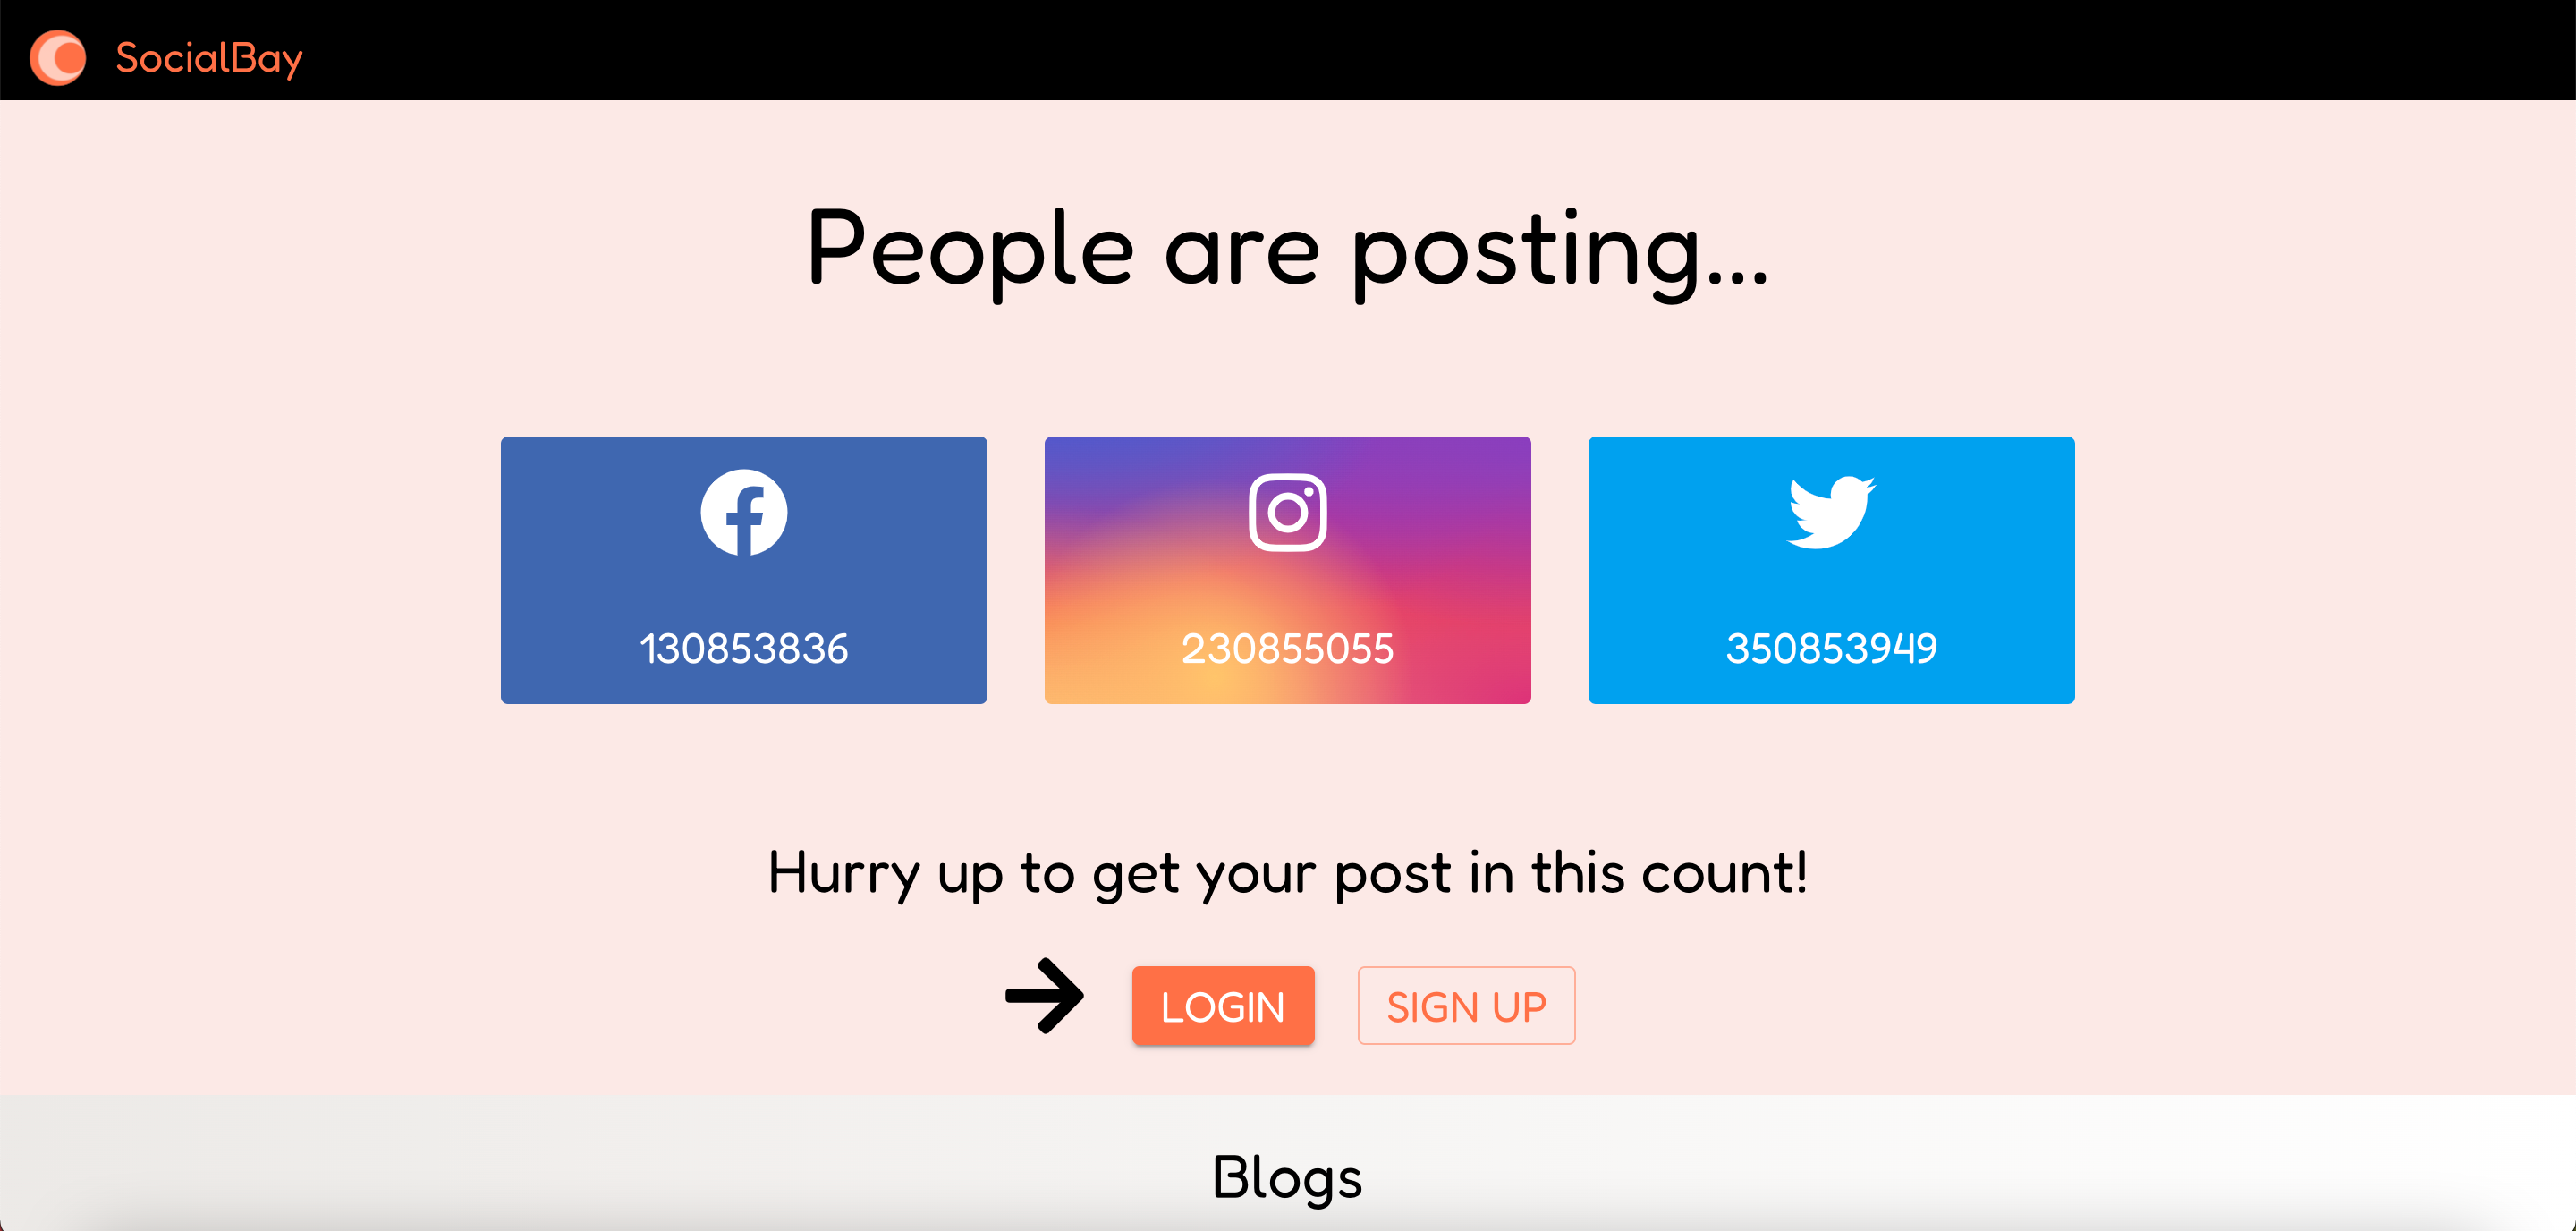 SocialBay
People are posting...
130853836 230855055 350853949
Hurry up to get your post in this count!
LOGIN SIGN UP
Blogs